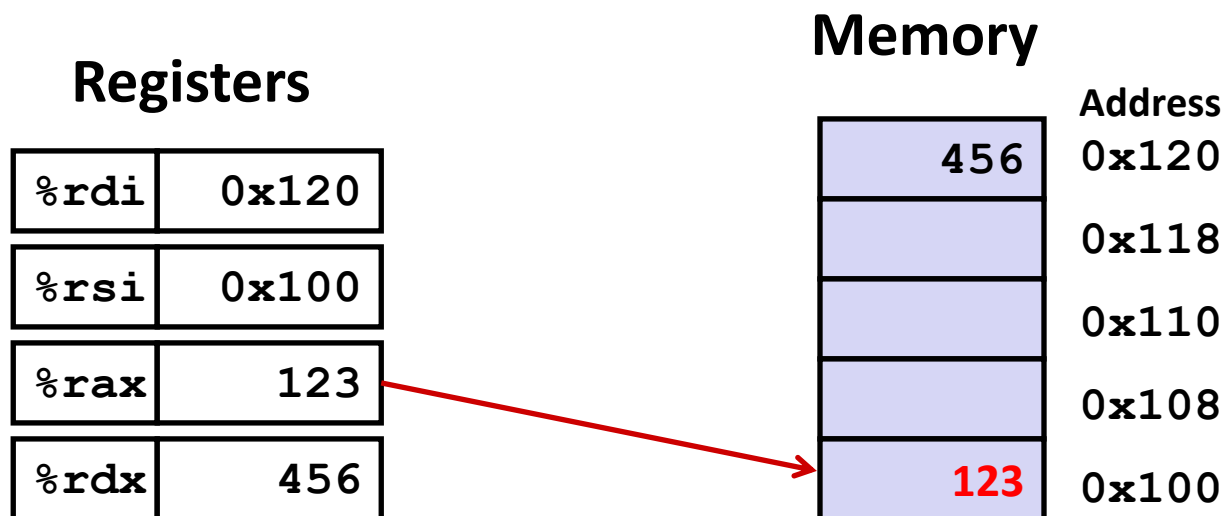 Registers
%rdi 0x120
%rsi 0x100
%rax 123
%rdx 456
Memory
Address
456 0x120
0x118
0x110
0x108
123 0x100